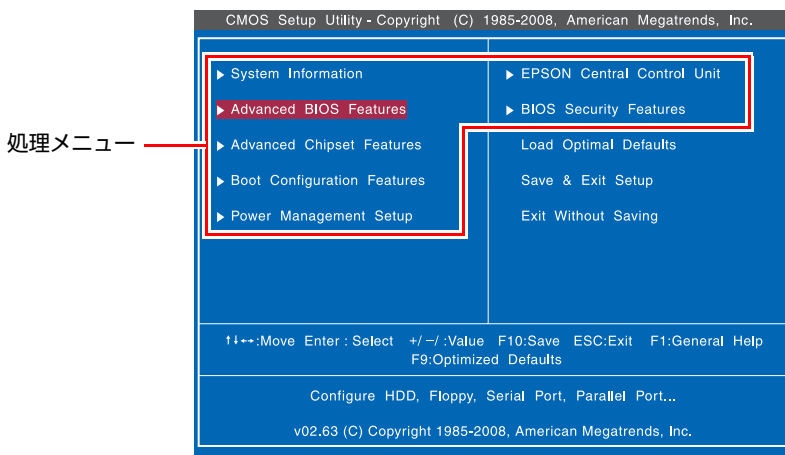 CMOS Setup Utility - Copyright (C) 1985-2008, American Megatrends, Inc.
処理メニュー
▶ System Information
▶ Advanced BIOS Features
▶ Advanced Chipset Features
▶ Boot Configuration Features
▶ Power Management Setup
▶ EPSON Central Control Unit
▶ BIOS Security Features
Load Optimal Defaults
Save & Exit Setup
Exit Without Saving
↑↓←→:Move Enter : Select +/−/ :Value F10:Save ESC:Exit F1:General Help
F9:Optimized Defaults
Configure HDD, Floppy, Serial Port, Parallel Port...
v02.63 (C) Copyright 1985-2008, American Megatrends, Inc.